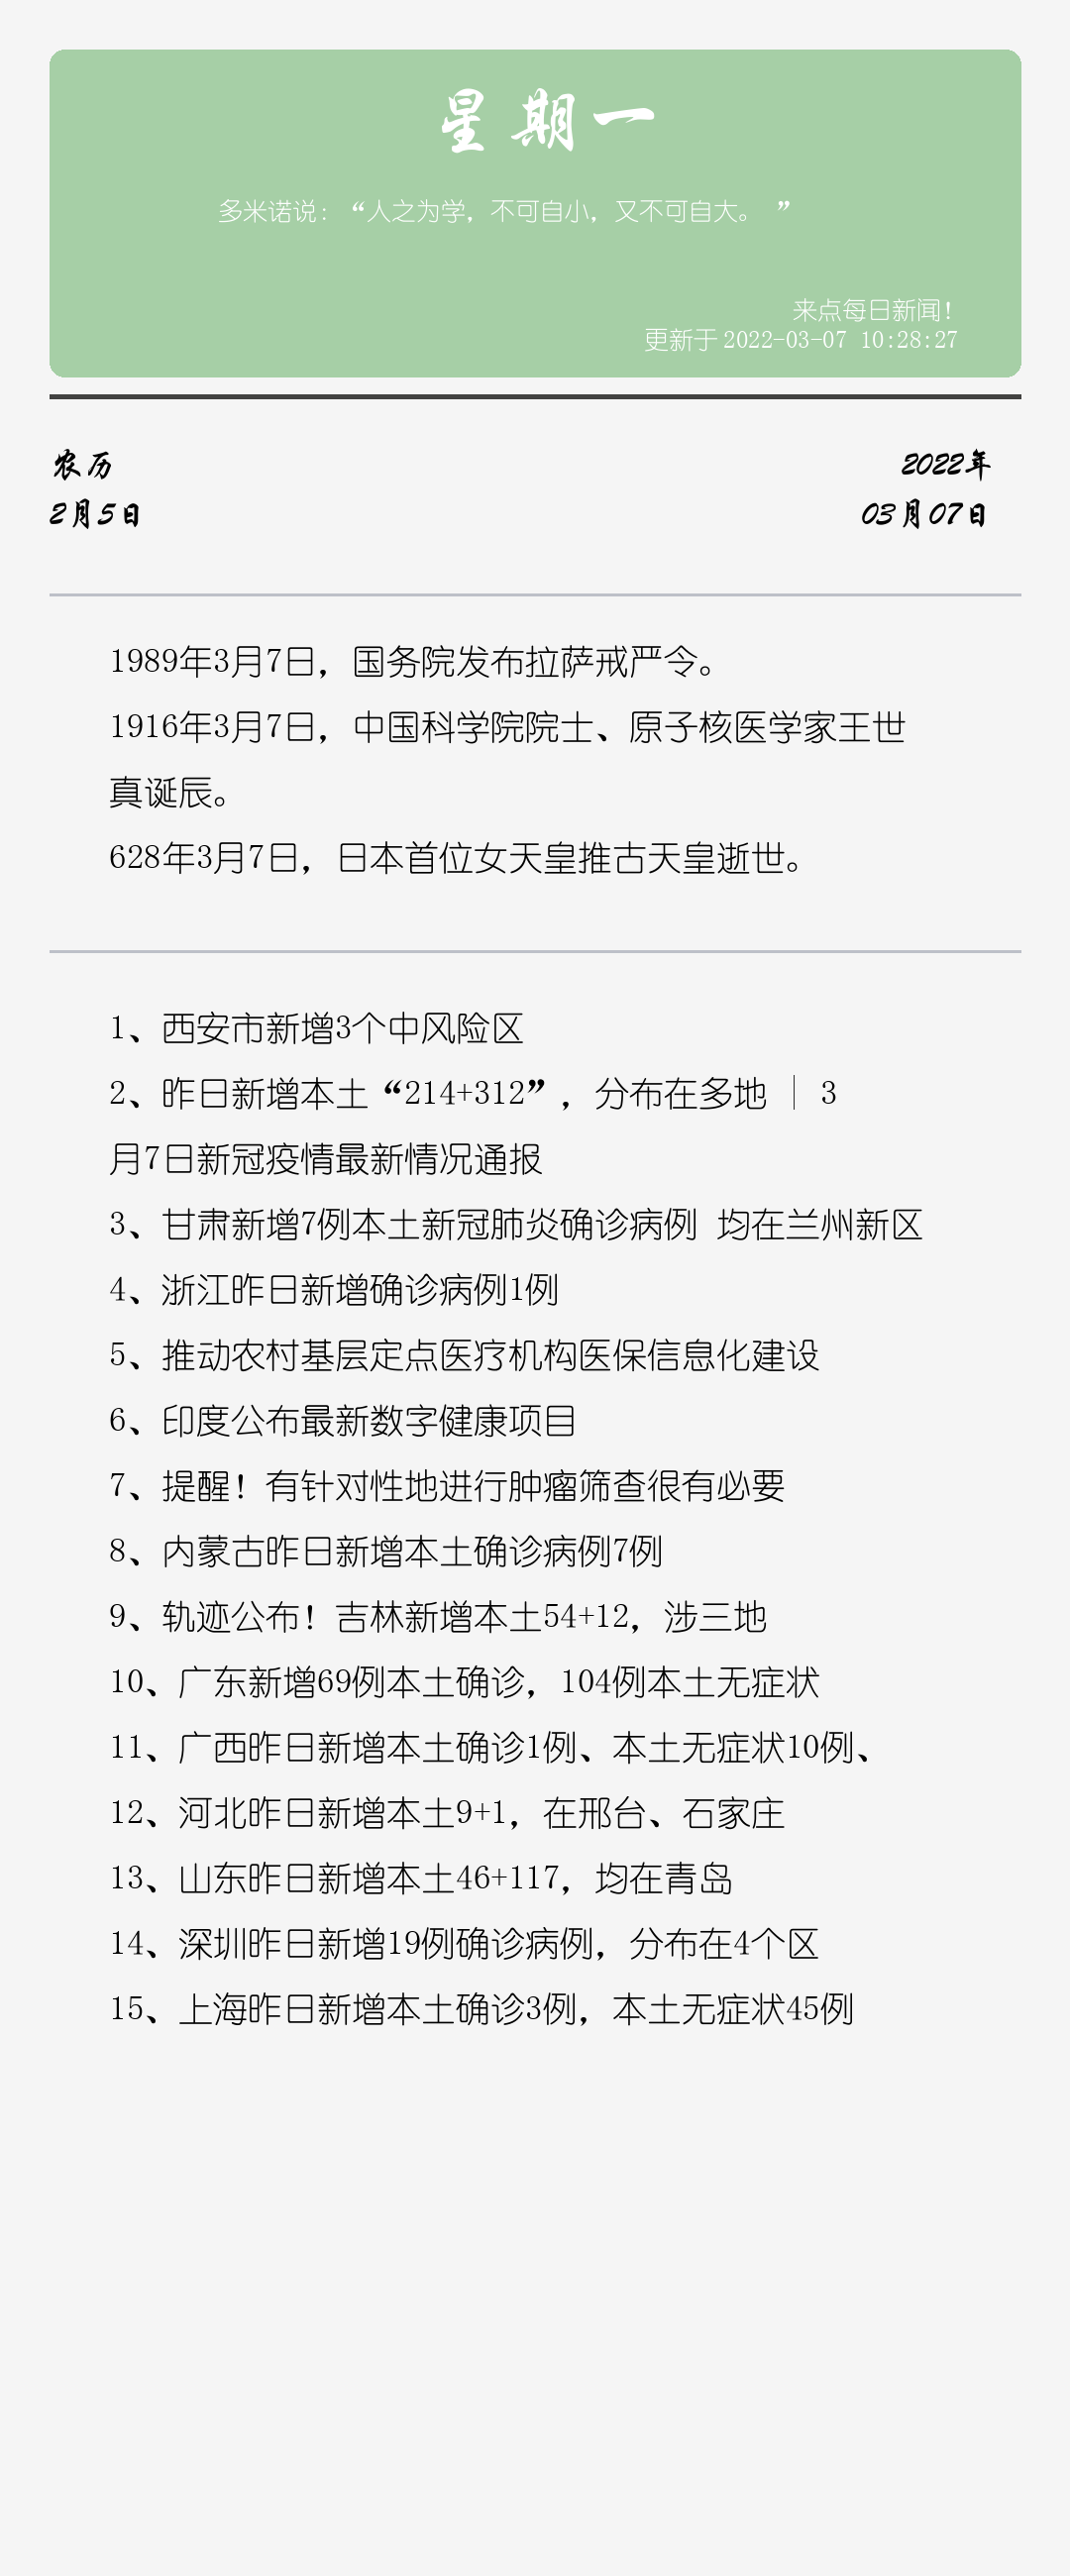 星期一
多米诺说：“人之为学，不可自小，又不可自大。 ”
来点每日新闻！
更新于2022-03-07 10:28:27
农历
2月5日
2022年
03月07日
1989年3月7日，国务院发布拉萨戒严令。
1916年3月7日，中国科学院院士、原子核医学家王世
真诞辰。
628年3月7日，日本首位女天皇推古天皇逝世。
1、西安市新增3个中风险区
2、昨日新增本土“214+312”，分布在多地 | 3
月7日新冠疫情最新情况通报
3、甘肃新增7例本土新冠肺炎确诊病例 均在兰州新区
4、浙江昨日新增确诊病例1例
5、推动农村基层定点医疗机构医保信息化建设
6、印度公布最新数字健康项目
7、提醒！有针对性地进行肿瘤筛查很有必要
8、内蒙古昨日新增本土确诊病例7例
9、轨迹公布！吉林新增本土54+12，涉三地
10、广东新增69例本土确诊，104例本土无症状
11、广西昨日新增本土确诊1例、本土无症状10例、
12、河北昨日新增本土9+1，在邢台、石家庄
13、山东昨日新增本土46+117，均在青岛
14、深圳昨日新增19例确诊病例，分布在4个区
15、上海昨日新增本土确诊3例，本土无症状45例